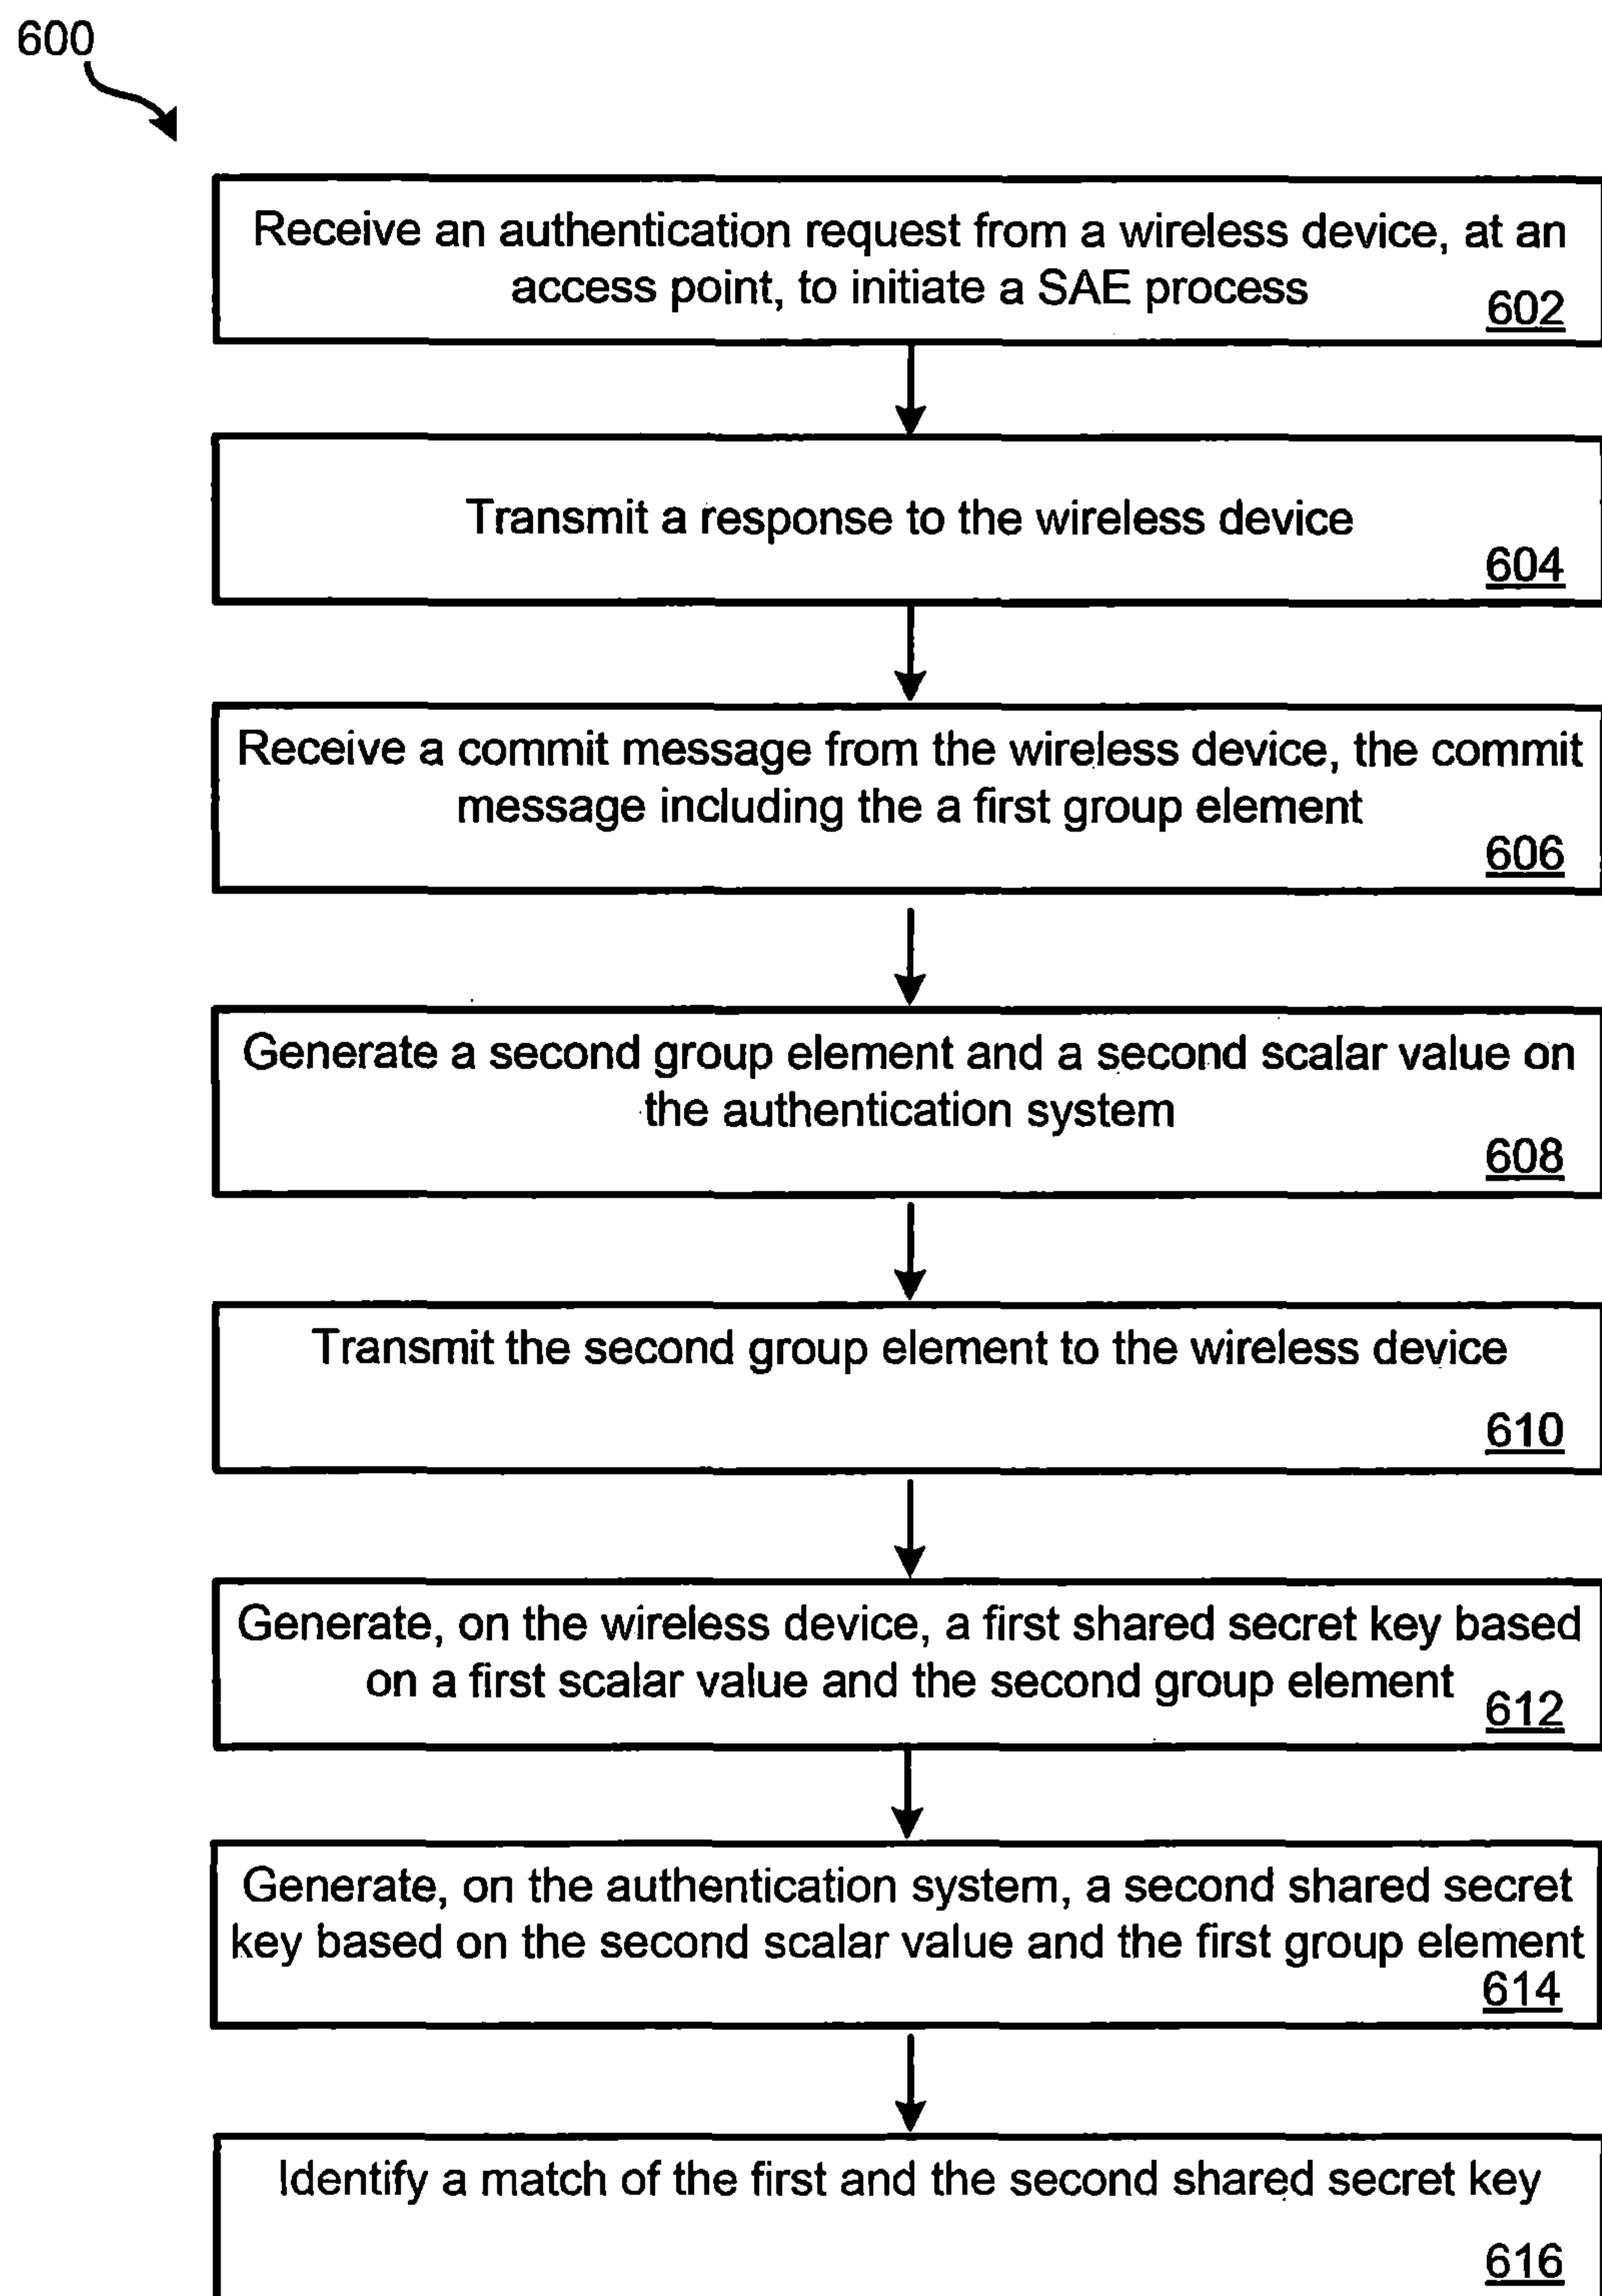 600
Receive an authentication request from a wireless device, at an
access point, to initiate a SAE process
602
Transmit a response to the wireless device
604
Receive a commit message from the wireless device, the commit
message including the a first group element
606
Generate a second group element and a second scalar value on
the authentication system
608
Transmit the second group element to the wireless device
610
Generate, on the wireless device, a first shared secret key based
on a first scalar value and the second group element
612
Generate, on the authentication system, a second shared secret
key based on the second scalar value and the first group element
614
Identify a match of the first and the second shared secret key
616